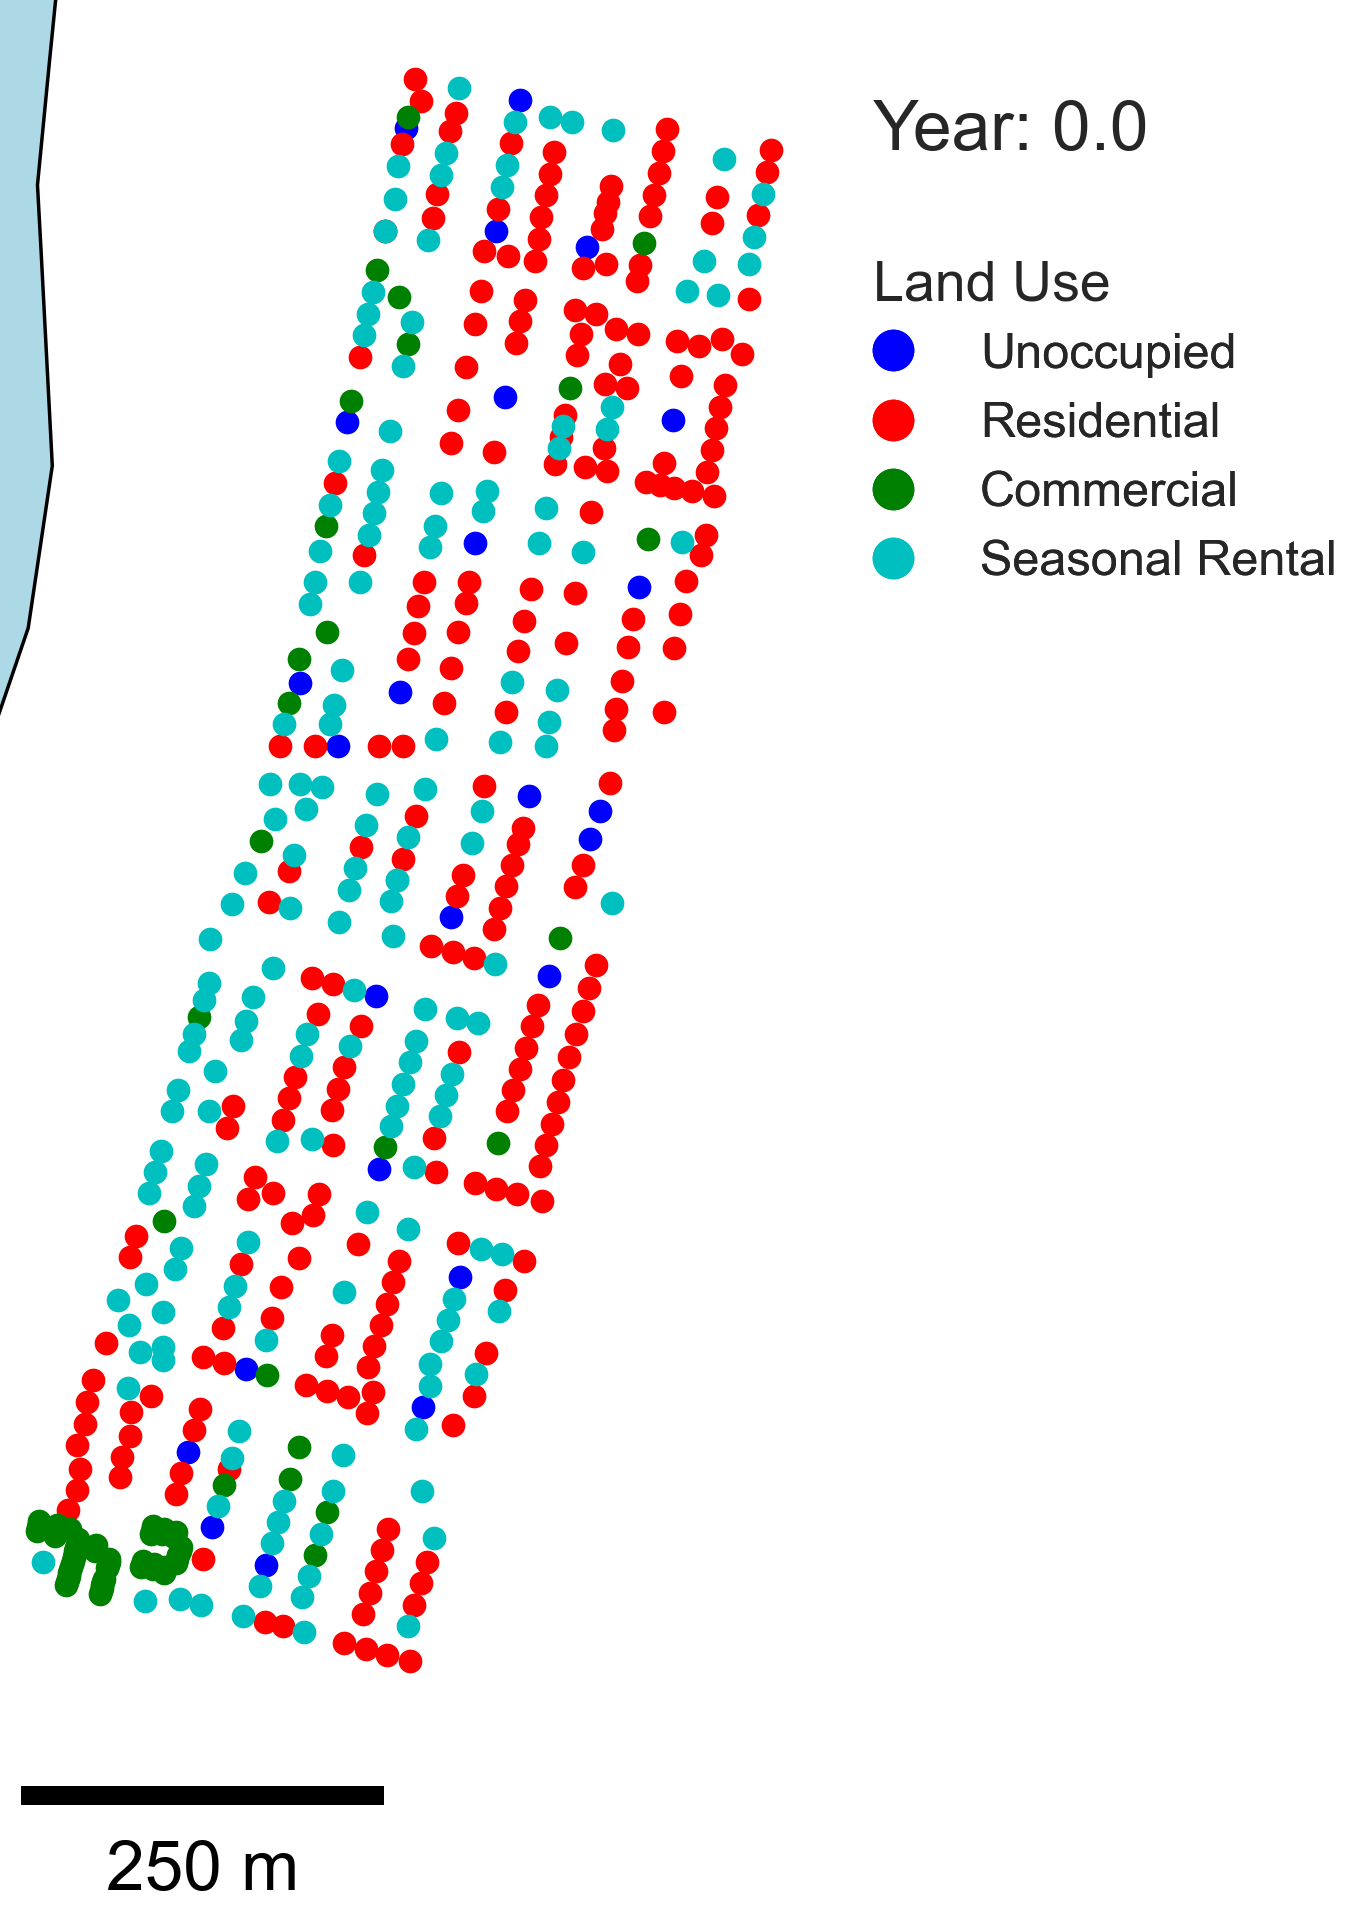 Year: 0.0
Land Use
Unoccupied
Residential
Commercial
Seasonal Rental
250 m